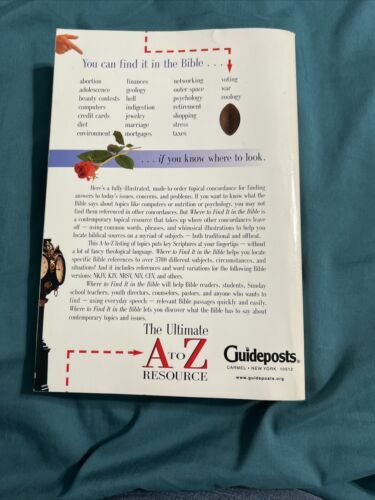 You can find it in the Bible . . .
abortion
adolescence
beauty contests
computers
credit cards
diet
environment
finances
geology
hell
indigestion
jewelry
marriage
mortgages
networking
outer space
psychology
retirement
shopping
stress
taxes
voting
war
zoology
. . . if you know where to look.
Here's a fully-illustrated, made-to-order topical concordance for finding
answers to today's issues, concerns, and problems. If you want to know what the
Bible says about topics like computers or nutrition or psychology, you may not
find them referenced in other concordances. But Where to Find It in the Bible is
a contemporary topical resource that takes up where other concordances leave
off — using common words, phrases, and whimsical illustrations to help you
locate biblical sources on a myriad of subjects — both traditional and offbeat.
This A-to-Z listing of topics puts key Scriptures at your fingertips — without
a lot of fancy theological language. Where to Find It in the Bible helps you locate
specific Bible references to over 3700 different subjects, circumstances, and
situations! And it includes references and word variations for the following Bible
versions: NKJV, KJV, NRSV, NIV, CEV, and others.
Where to Find It in the Bible will help Bible readers, students, Sunday
school teachers, youth directors, counselors, pastors, and anyone who wants to
find — using everyday speech — relevant Bible passages quickly and easily.
Where to Find It in the Bible lets you discover what the Bible has to say about
contemporary topics and issues.
The Ultimate
A TO Z
RESOURCE
Guideposts®
CARMEL • NEW YORK 10512
www.guideposts.org